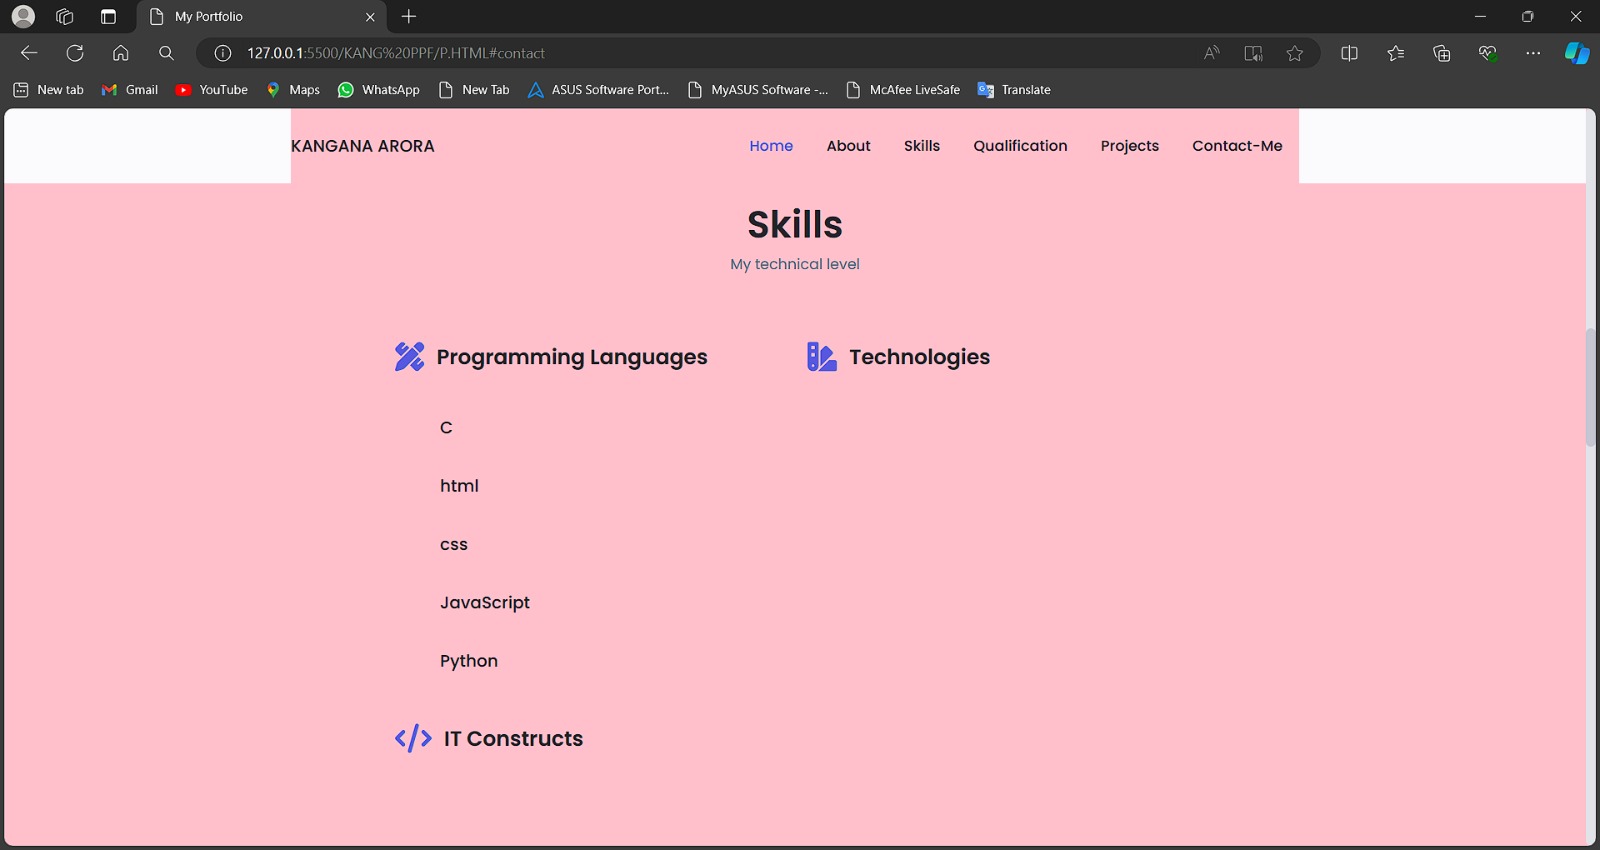 My Portfolio
127.0.0.1:5500/KANG%20PPF/P.HTML#contact
New tab Gmail YouTube Maps WhatsApp New Tab ASUS Software Port... MyASUS Software -... McAfee LiveSafe Translate
KANGANA ARORA Home About Skills Qualification Projects Contact-Me
Skills
My technical level
Programming Languages Technologies
C
html
css
JavaScript
Python
IT Constructs